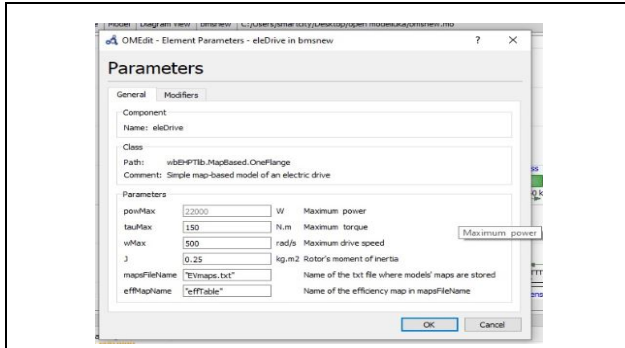 Model Diagram View bmsnew C:/Users/smartcity/Desktop/open
OMEdit - Element Parameters - eleDrive in bmsnew ? ×
Parameters
General Modifiers
Component
Name: eleDrive
Class
Path: wbEHPTlib.MapBased.OneFlange
Comment: Simple map-based model of an electric drive
Parameters
powMax 22000 W Maximum power
tauMax 150 N.m Maximum torque
Maximum power
wMax 500 rad/s Maximum drive speed
J 0.25 kg.m2 Rotor's moment of inertia
mapsFileName "EVmaps.txt" Name of the txt file where models' maps are stored
effMapName "effTable" Name of the efficiency map in mapsFileName
OK Cancel